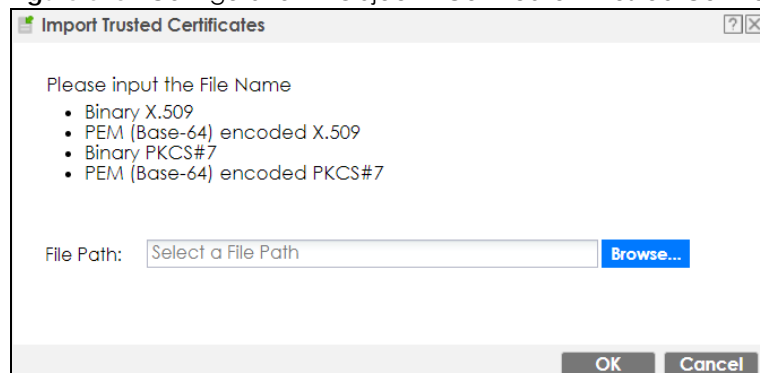 Import Trusted Certificates
Please input the File Name
• Binary X.509
• PEM (Base-64) encoded X.509
• Binary PKCS#7
• PEM (Base-64) encoded PKCS#7
File Path: Select a File Path Browse...
OK Cancel